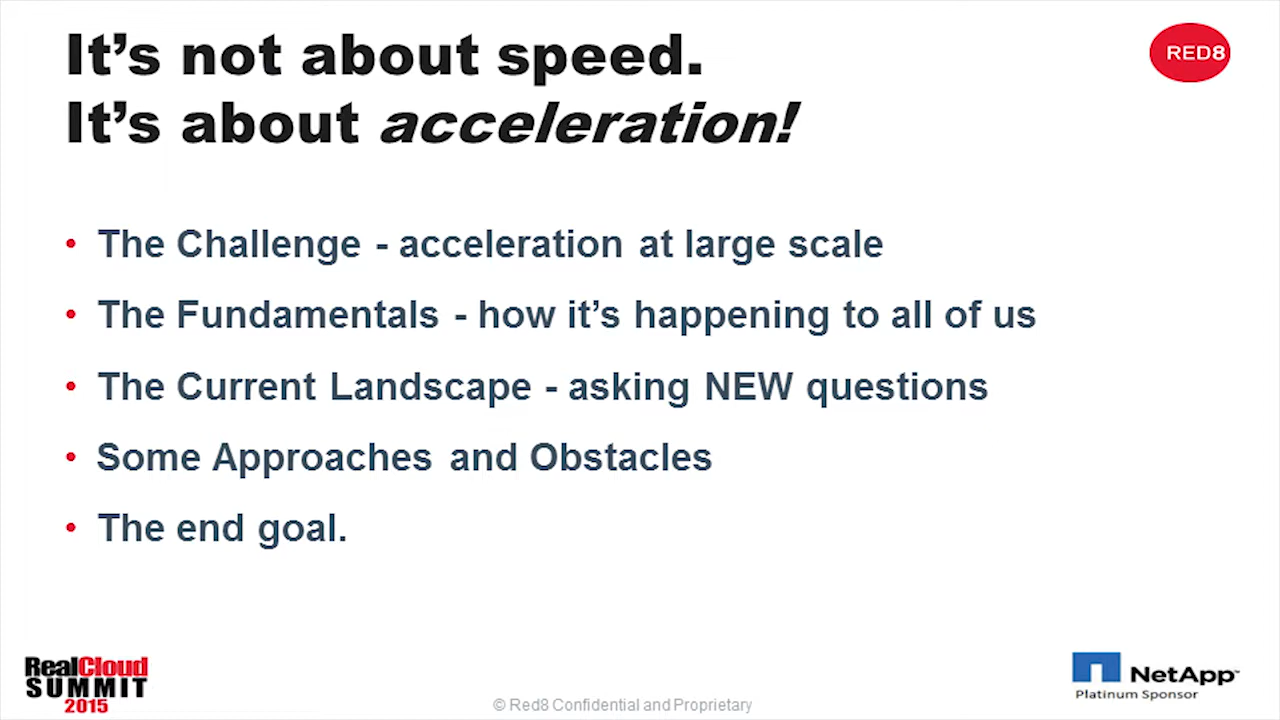 It's not about speed.
It's about acceleration!
RED8
• The Challenge - acceleration at large scale
• The Fundamentals - how it's happening to all of us
• The Current Landscape - asking NEW questions
• Some Approaches and Obstacles
• The end goal.
RealCloud
SUMMIT
2015
© Red8 Confidential and Proprietary
NetApp™
Platinum Sponsor